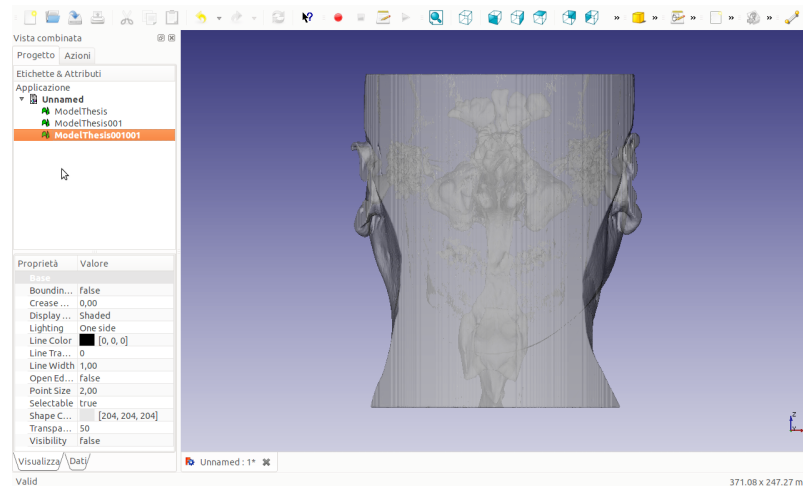 Vista combinata
Progetto Azioni
Etichette & Attributi
Applicazione
Unnamed
ModelThesis
ModelThesis001
ModelThesis001001
Proprietà Valore
Base
Boundin... false
Crease ... 0,00
Display ... Shaded
Lighting One side
Line Color [0, 0, 0]
Line Tra... 0
Line Width 1,00
Open Ed... false
Point Size 2,00
Selectable true
Shape C... [204, 204, 204]
Transpa... 50
Visibility false
Visualizza Dati
Unnamed : 1*
Valid
371.08 x 247.27 m
Z